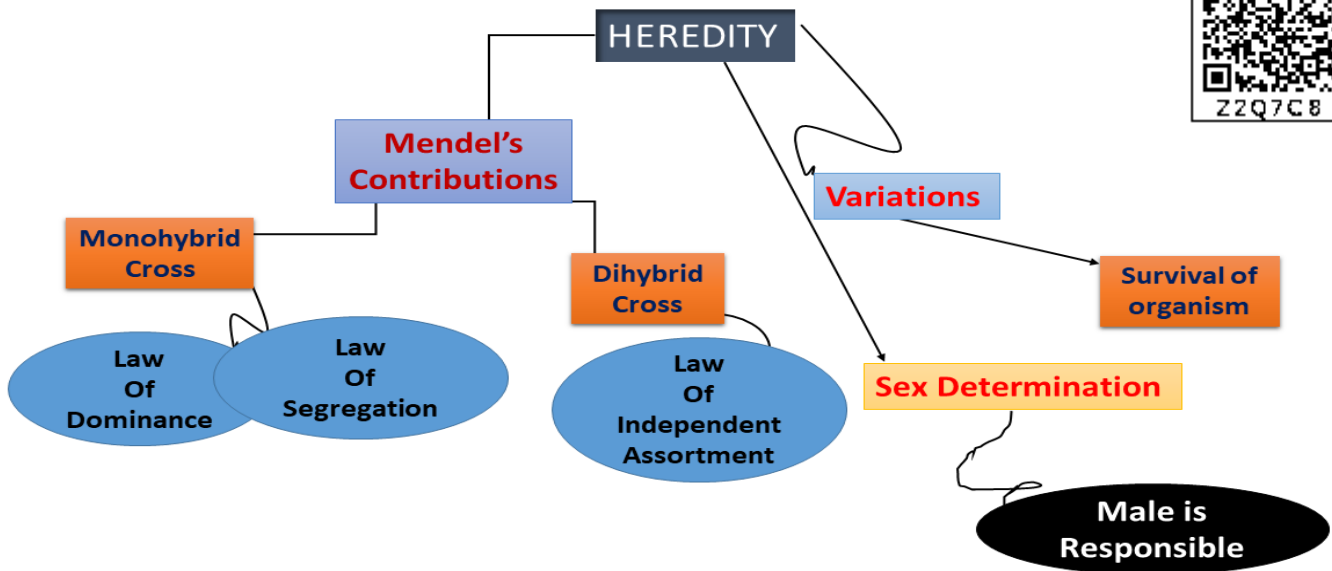 HEREDITY
Z2Q7C8
Mendel’s
Contributions
Variations
Monohybrid
Cross
Dihybrid
Cross
Survival of
organism
Law
Of
Dominance
Law
Of
Segregation
Law
Of
Independent
Assortment
Sex Determination
Male is
Responsible